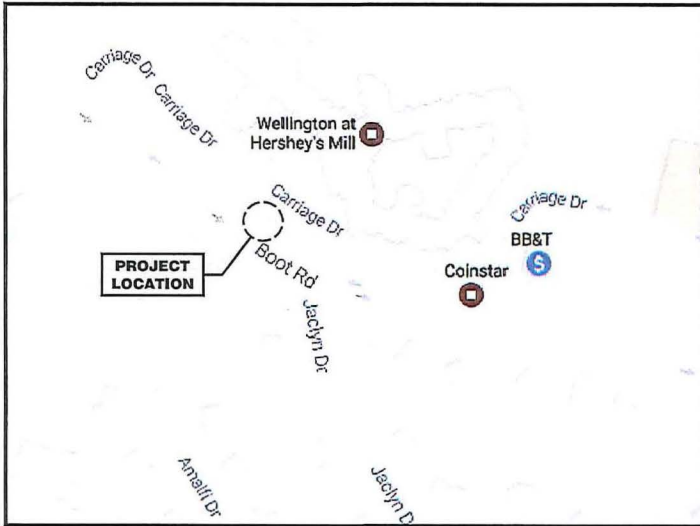 Carriage Dr
Carriage Dr
Wellington at
Hershey's Mill
Carriage Dr
Carriage Dr
BB&T
Boot Rd
PROJECT
LOCATION
Coinstar
Jaclyn Dr
Amalfi Dr
Jaclyn D